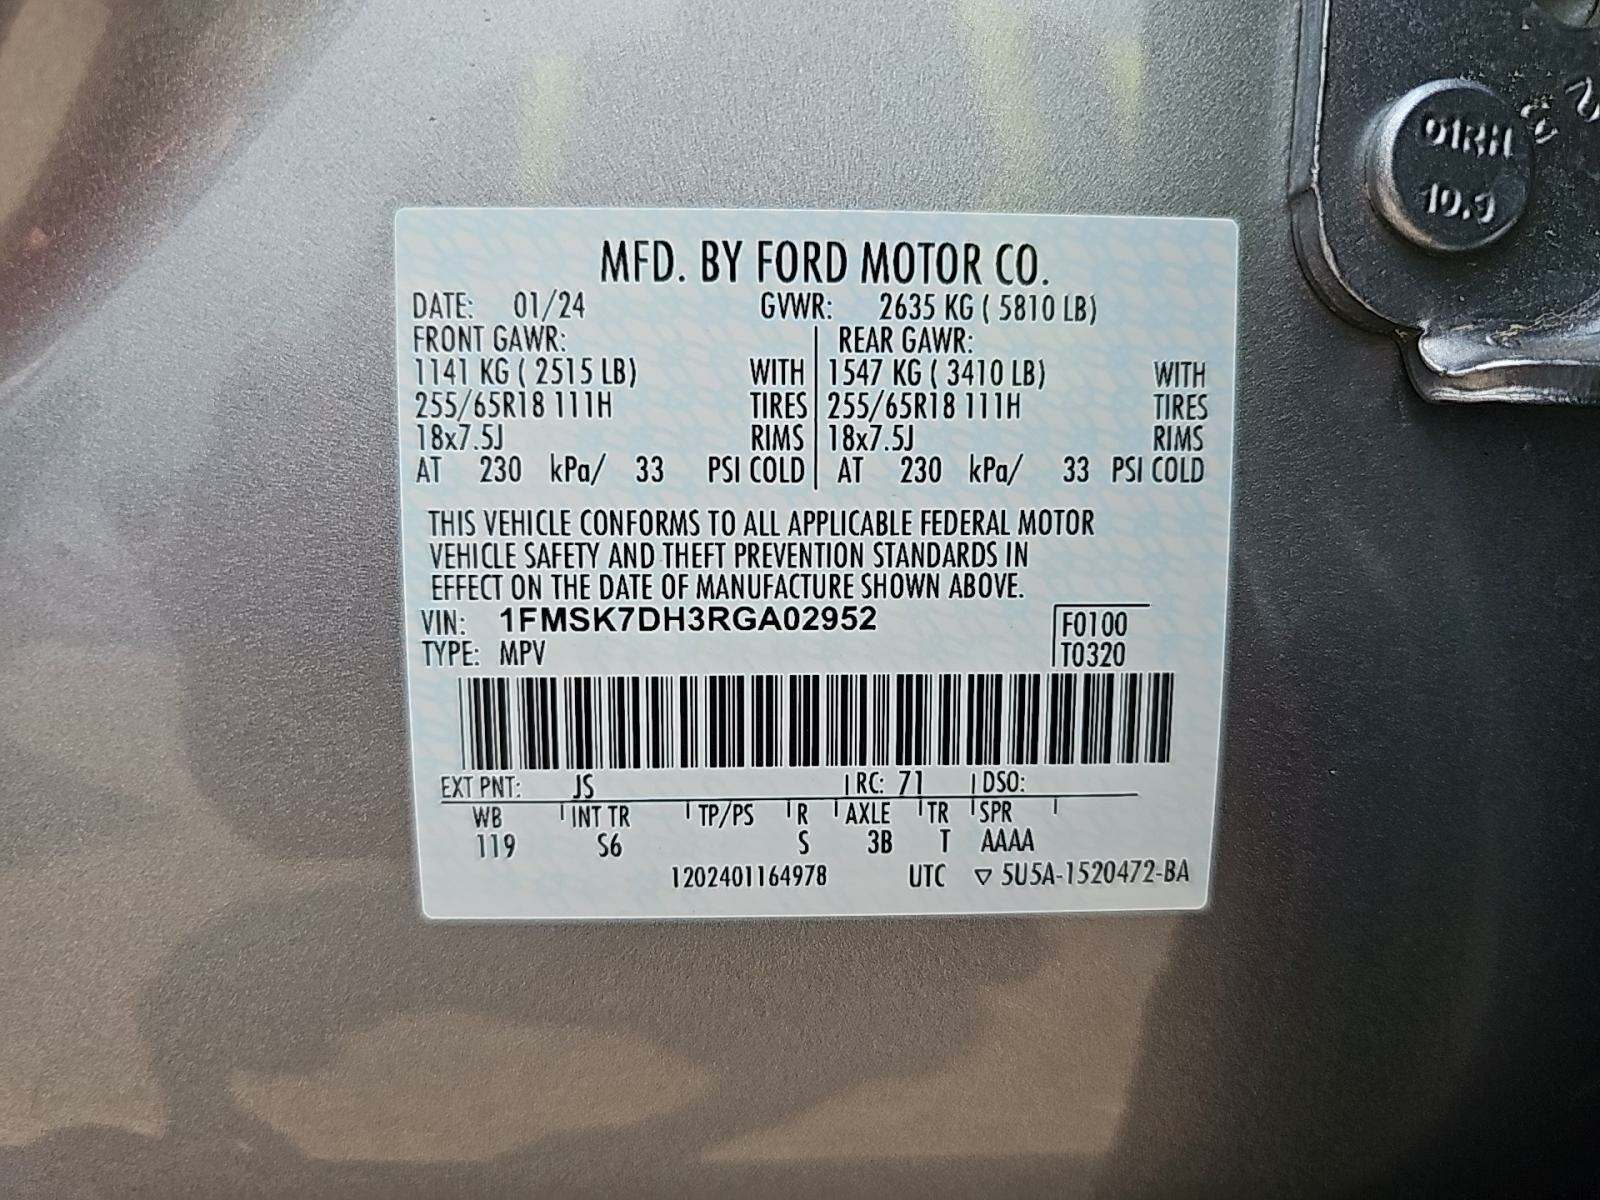 01RH
10.9
MFD. BY FORD MOTOR CO.
DATE: 01/24 GVWR: 2635 KG ( 5810 LB)
FRONT GAWR: REAR GAWR:
1141 KG ( 2515 LB) WITH 1547 KG ( 3410 LB) WITH
255/65R18 111H TIRES 255/65R18 111H TIRES
18x7.5J RIMS 18x7.5J RIMS
AT 230 kPa/ 33 PSI COLD AT 230 kPa/ 33 PSI COLD
THIS VEHICLE CONFORMS TO ALL APPLICABLE FEDERAL MOTOR
VEHICLE SAFETY AND THEFT PREVENTION STANDARDS IN
EFFECT ON THE DATE OF MANUFACTURE SHOWN ABOVE.
VIN: 1FMSK7DH3RGA02952 F0100
TYPE: MPV T0320
EXT PNT: JS RC: 71 DSO:
WB INT TR TP/PS R AXLE TR SPR
119 S6 S 3B T AAAA
1202401164978 UTC ▽ 5U5A-1520472-BA